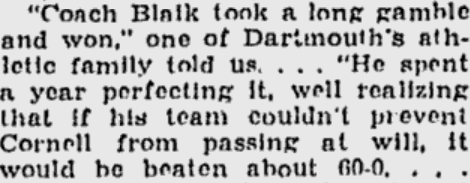 "Coach Blaik took a long gamble
and won," one of Dartmouth's ath-
letic family told us. . . . "He spent
a year perfecting it, well realizing
that if his team couldn't prevent
Cornell from passing at will, it
would be beaten about 60-0. . . .